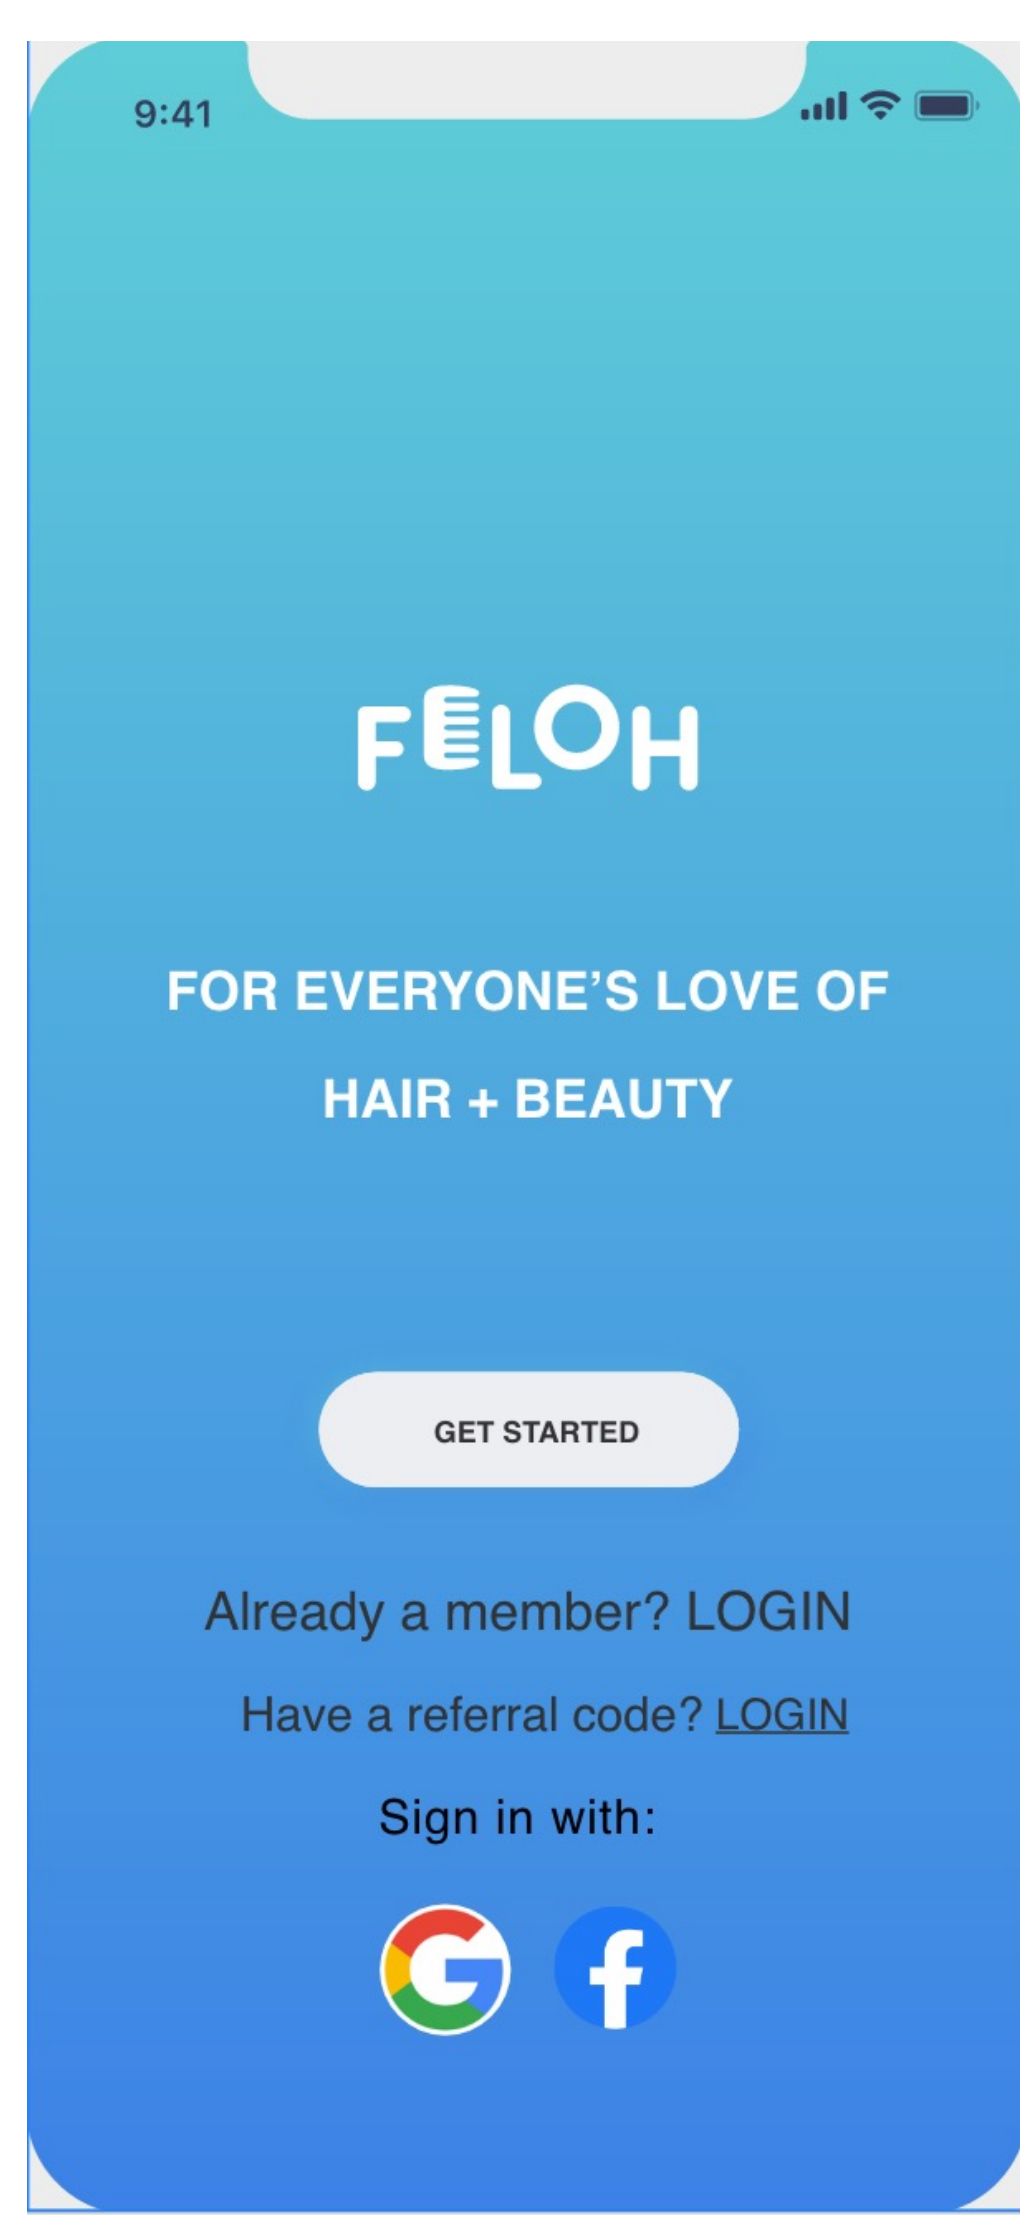 9:41
FELOH
FOR EVERYONE’S LOVE OF
HAIR + BEAUTY
GET STARTED
Already a member? LOGIN
Have a referral code? LOGIN
Sign in with: